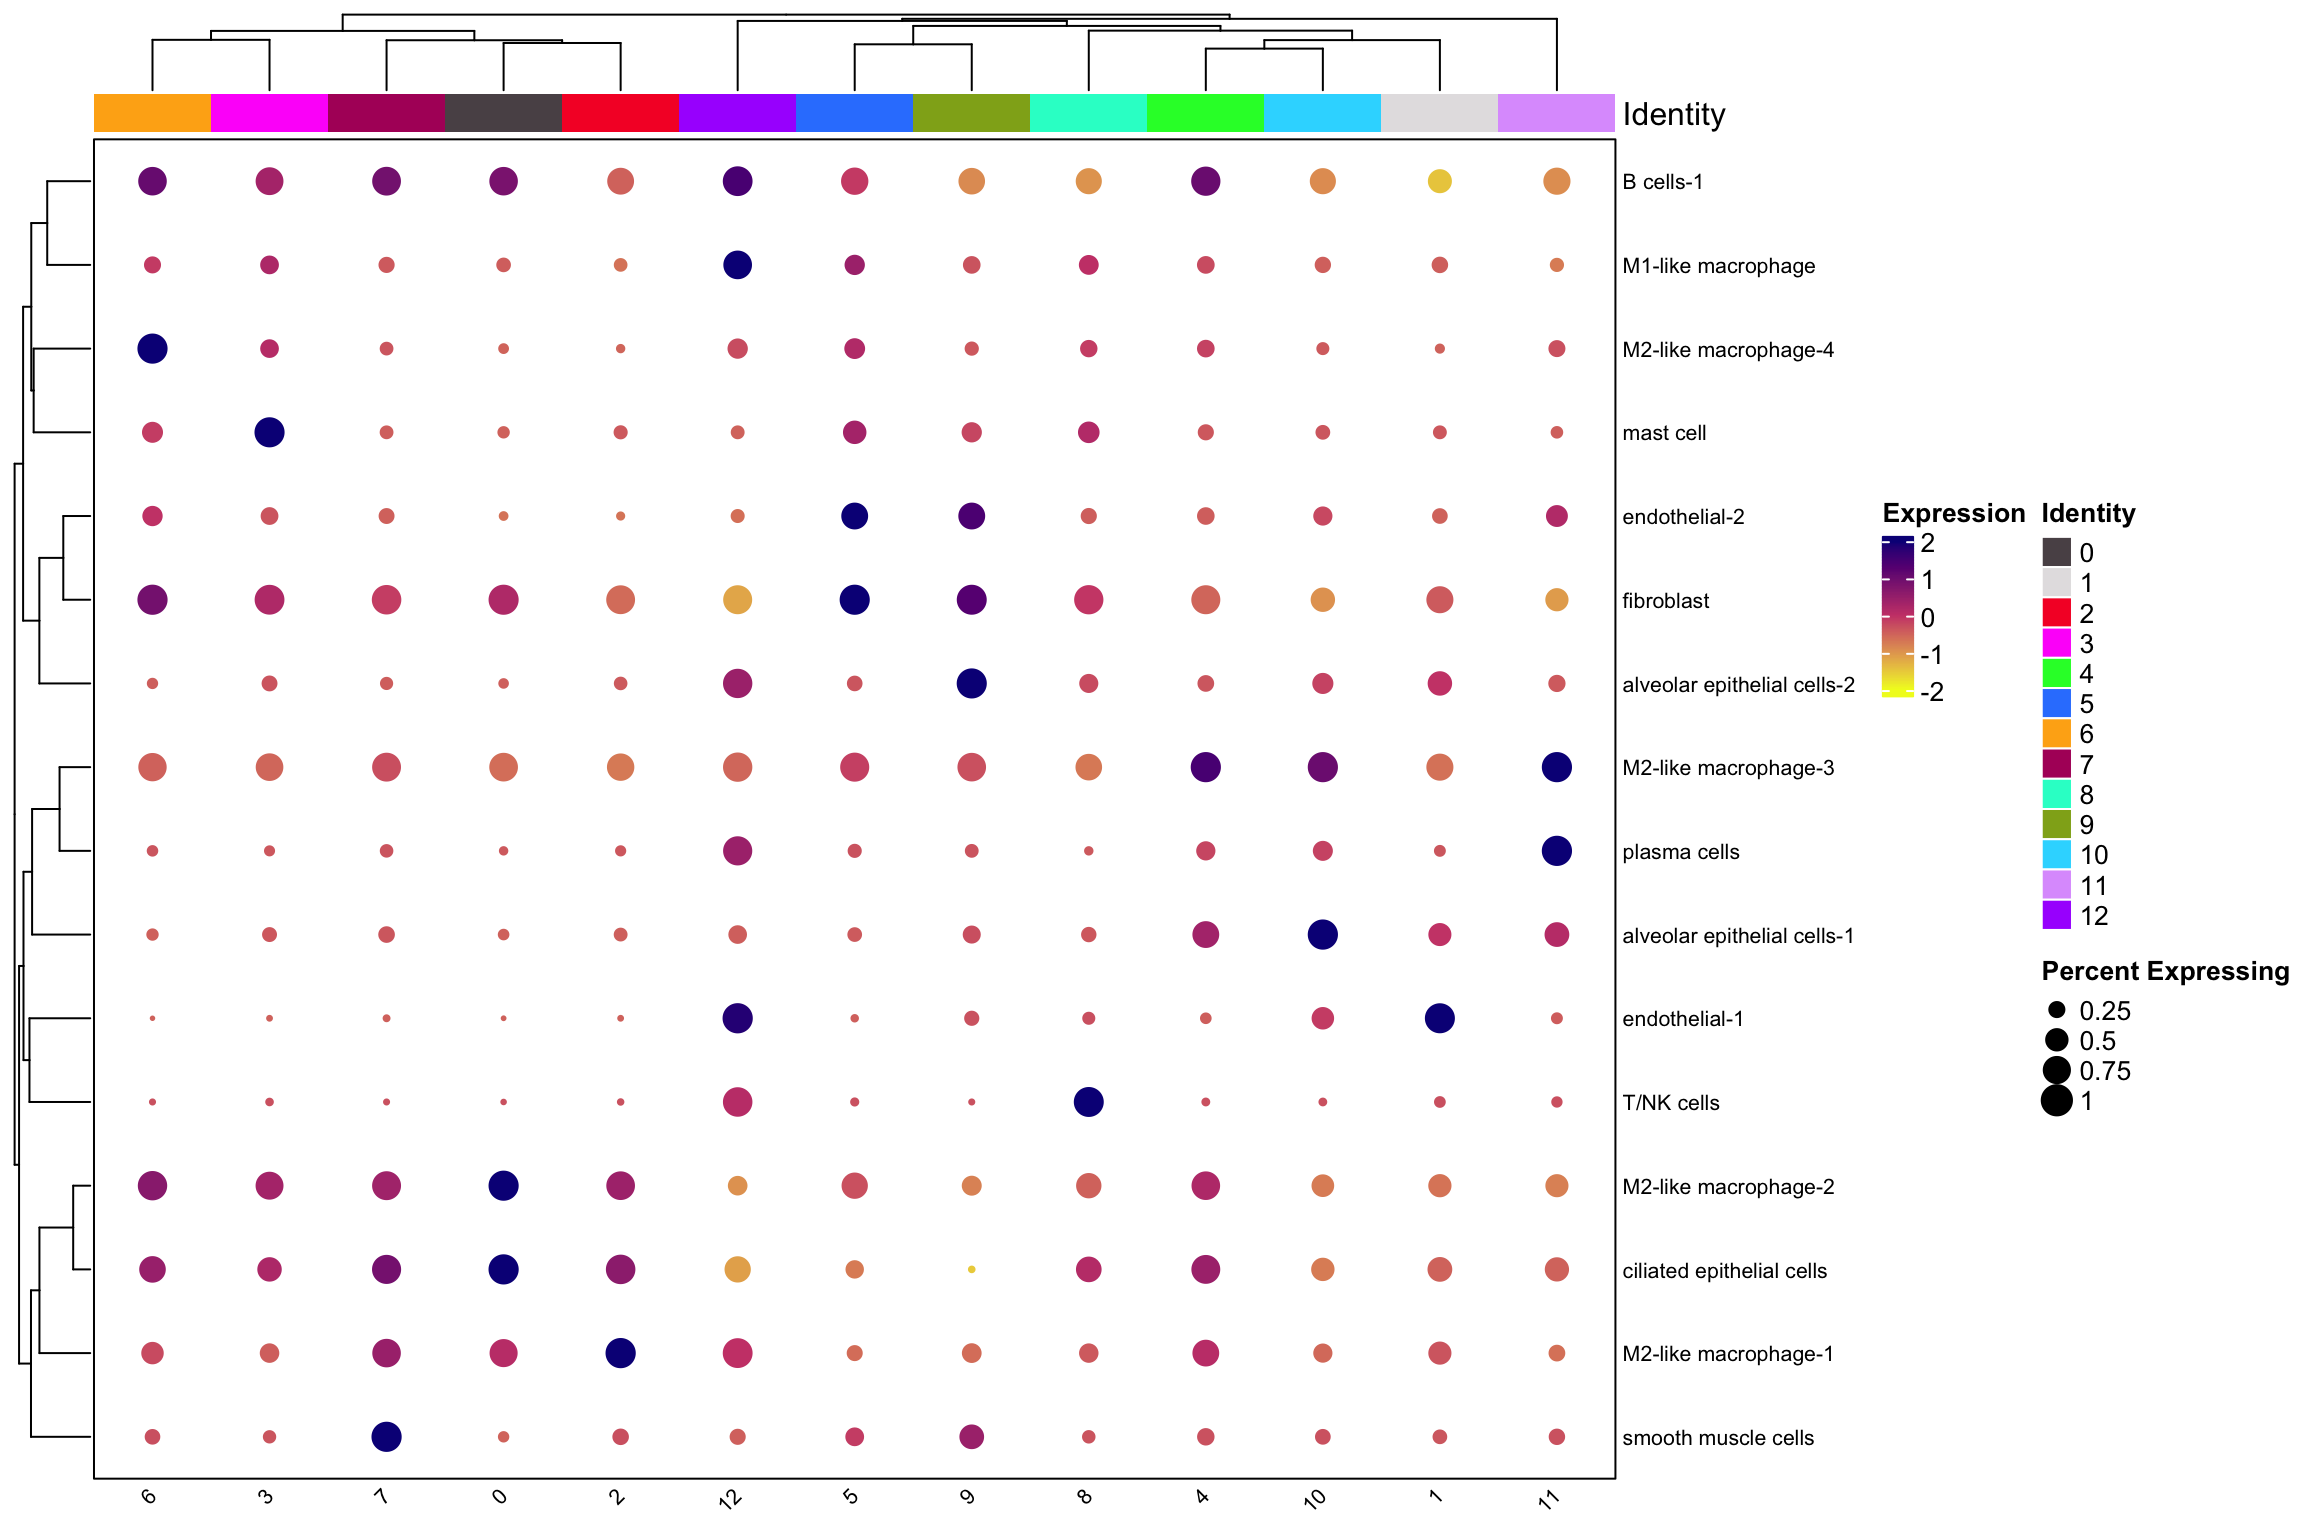 Identity
B cells-1
M1-like macrophage
M2-like macrophage-4
mast cell
endothelial-2
fibroblast
alveolar epithelial cells-2
M2-like macrophage-3
plasma cells
alveolar epithelial cells-1
endothelial-1
T/NK cells
M2-like macrophage-2
ciliated epithelial cells
M2-like macrophage-1
smooth muscle cells
6 3 7 0 2 12 5 9 8 4 10 1 11
Expression
2
1
0
-1
-2
Identity
0
1
2
3
4
5
6
7
8
9
10
11
12
Percent Expressing
0.25
0.5
0.75
1